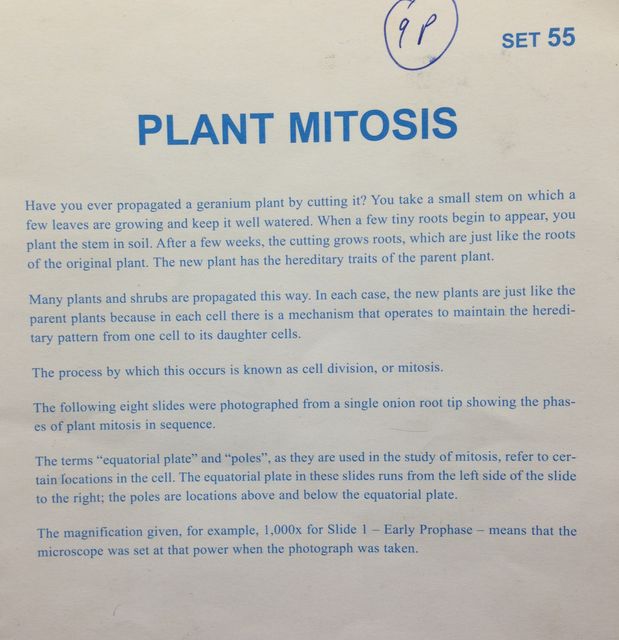 9P
SET 55
PLANT MITOSIS
Have you ever propagated a geranium plant by cutting it? You take a small stem on which a
few leaves are growing and keep it well watered. When a few tiny roots begin to appear, you
plant the stem in soil. After a few weeks, the cutting grows roots, which are just like the roots
of the original plant. The new plant has the hereditary traits of the parent plant.
Many plants and shrubs are propagated this way. In each case, the new plants are just like the
parent plants because in each cell there is a mechanism that operates to maintain the heredi-
tary pattern from one cell to its daughter cells.
The process by which this occurs is known as cell division, or mitosis.
The following eight slides were photographed from a single onion root tip showing the phas-
es of plant mitosis in sequence.
The terms “equatorial plate” and “poles”, as they are used in the study of mitosis, refer to cer-
tain locations in the cell. The equatorial plate in these slides runs from the left side of the slide
to the right; the poles are locations above and below the equatorial plate.
The magnification given, for example, 1,000x for Slide 1 – Early Prophase – means that the
microscope was set at that power when the photograph was taken.